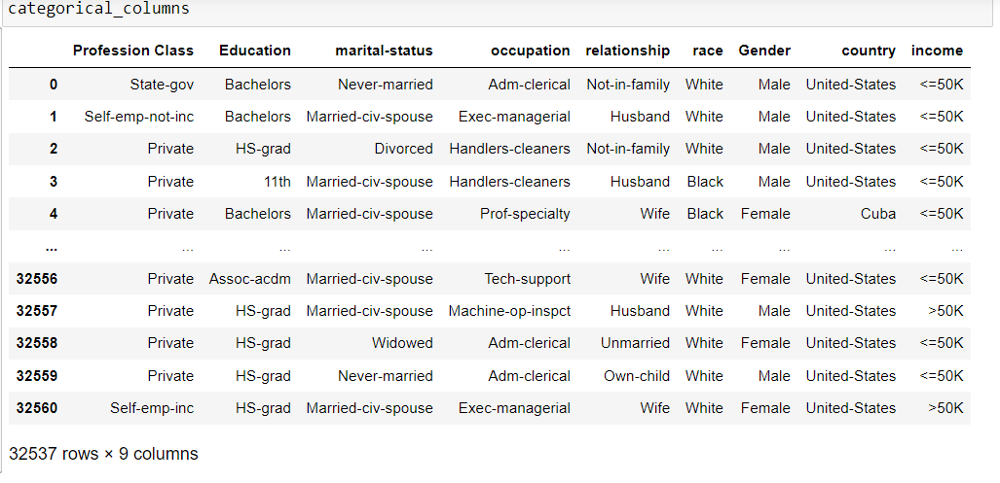 categorical_columns
Profession Class Education marital-status occupation relationship race Gender country income
0 State-gov Bachelors Never-married Adm-clerical Not-in-family White Male United-States <=50K
1 Self-emp-not-inc Bachelors Married-civ-spouse Exec-managerial Husband White Male United-States <=50K
2 Private HS-grad Divorced Handlers-cleaners Not-in-family White Male United-States <=50K
3 Private 11th Married-civ-spouse Handlers-cleaners Husband Black Male United-States <=50K
4 Private Bachelors Married-civ-spouse Prof-specialty Wife Black Female Cuba <=50K
... ... ... ... ... ... ... ... ... ...
32556 Private Assoc-acdm Married-civ-spouse Tech-support Wife White Female United-States <=50K
32557 Private HS-grad Married-civ-spouse Machine-op-inspct Husband White Male United-States >50K
32558 Private HS-grad Widowed Adm-clerical Unmarried White Female United-States <=50K
32559 Private HS-grad Never-married Adm-clerical Own-child White Male United-States <=50K
32560 Self-emp-inc HS-grad Married-civ-spouse Exec-managerial Wife White Female United-States >50K
32537 rows × 9 columns